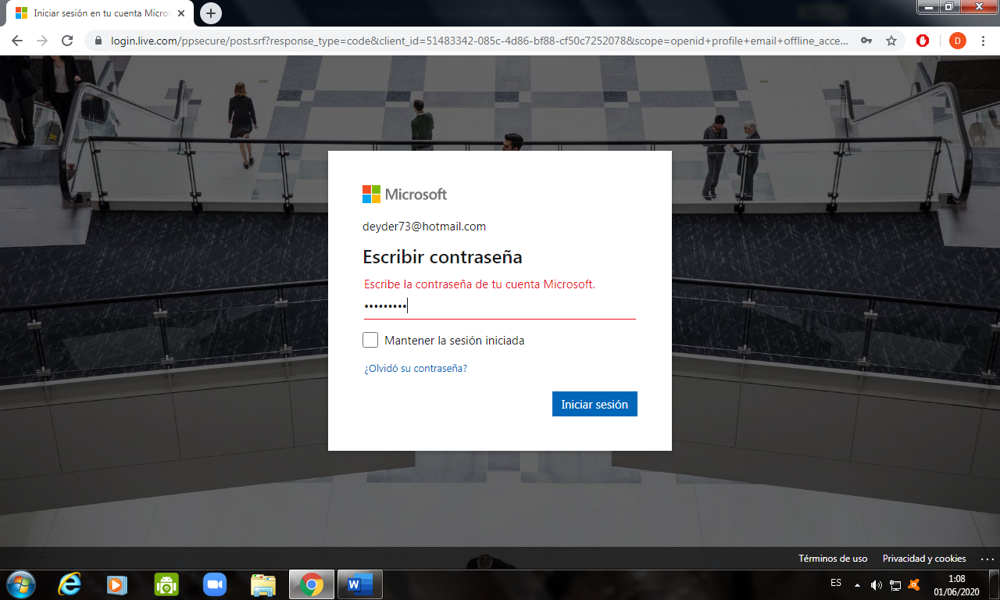 Iniciar sesión en tu cuenta Micros
login.live.com/ppsecure/post.srf?response_type=code&client_id=51483342-085c-4d86-bf88-cf50c7252078&scope=openid+profile+email+offline_acce...
D
Microsoft
deyder73@hotmail.com
Escribir contraseña
Escribe la contraseña de tu cuenta Microsoft.
•••••••••
Mantener la sesión iniciada
¿Olvidó su contraseña?
Iniciar sesión
Términos de uso
Privacidad y cookies
W
ES
1:08
01/06/2020